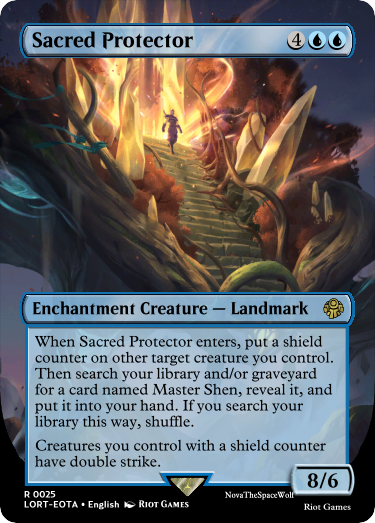 Sacred Protector 4
Enchantment Creature — Landmark
When Sacred Protector enters, put a shield
counter on other target creature you control.
Then search your library and/or graveyard
for a card named Master Shen, reveal it, and
put it into your hand. If you search your
library this way, shuffle.
Creatures you control with a shield counter
have double strike.
8/6
R 0025
LORT-EOTA • English Riot Games
NovaTheSpaceWolf
Riot Games